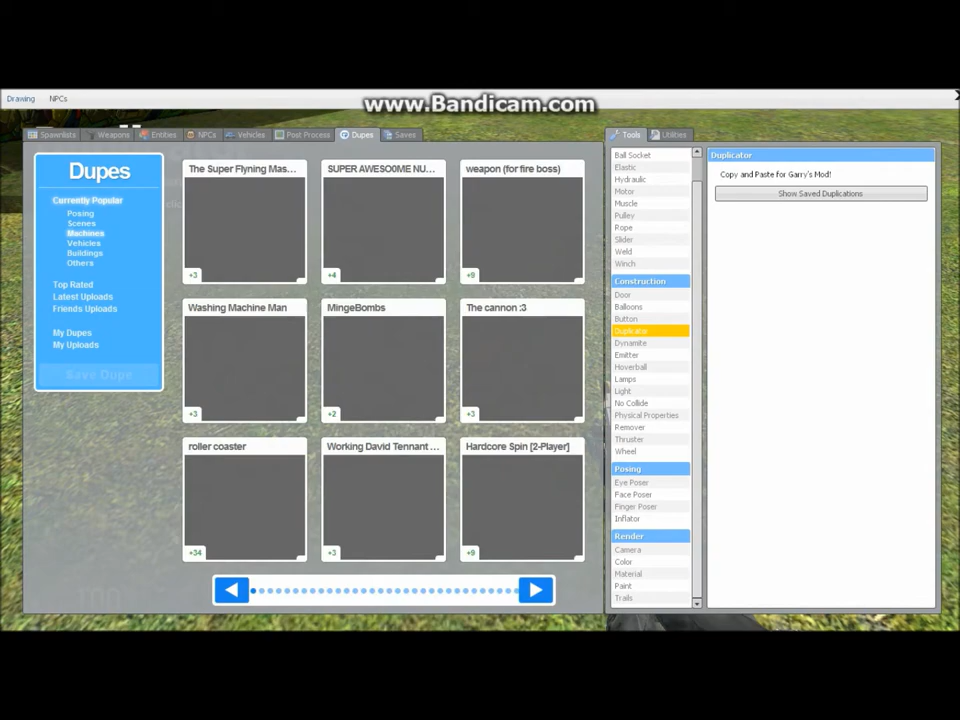 Drawing NPCs
www.Bandicam.com
Spawnlists Weapons Entities NPCs Vehicles Post Process Dupes Saves
Dupes
Currently Popular
Posing
Scenes
Machines
Vehicles
Buildings
Others
Top Rated
Latest Uploads
Friends Uploads
My Dupes
My Uploads
Save Dupe
The Super Flyning Mas...
+3
SUPER AWESO0ME NU...
+4
weapon (for fire boss)
+9
Washing Machine Man
+3
MingeBombs
+2
The cannon :3
+3
roller coaster
+34
Working David Tennant ...
+3
Hardcore Spin [2-Player]
+9
Tools Utilities
Ball Socket
Elastic
Hydraulic
Motor
Muscle
Pulley
Rope
Slider
Weld
Winch
Construction
Door
Balloons
Button
Duplicator
Dynamite
Emitter
Hoverball
Lamps
Light
No Collide
Physical Properties
Remover
Thruster
Wheel
Posing
Eye Poser
Face Poser
Finger Poser
Inflator
Render
Camera
Color
Material
Paint
Trails
Duplicator
Copy and Paste for Garry's Mod!
Show Saved Duplications